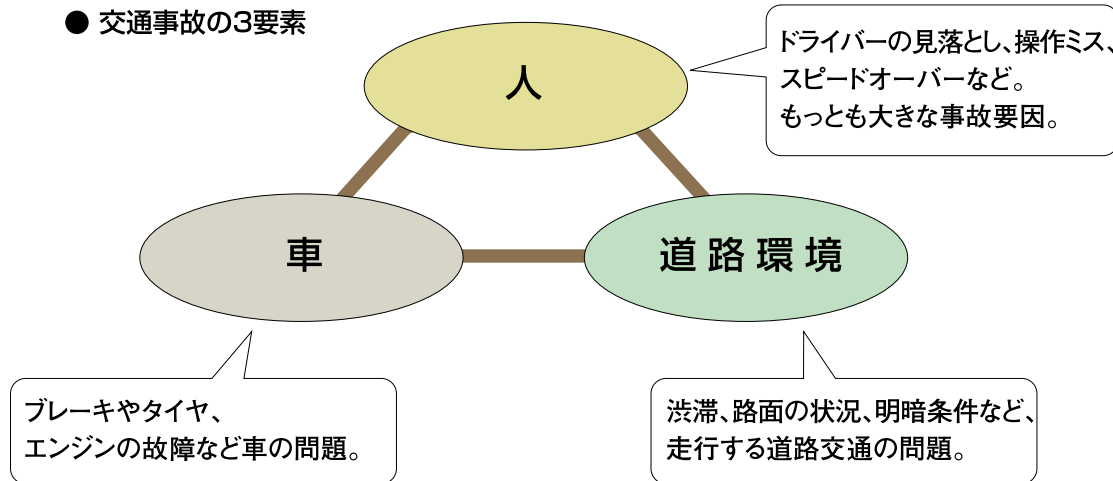 ● 交通事故の3要素
人
ドライバーの見落とし、操作ミス、
スピードオーバーなど。
もっとも大きな事故要因。
車
道路環境
ブレーキやタイヤ、
エンジンの故障など車の問題。
渋滞、路面の状況、明暗条件など、
走行する道路交通の問題。